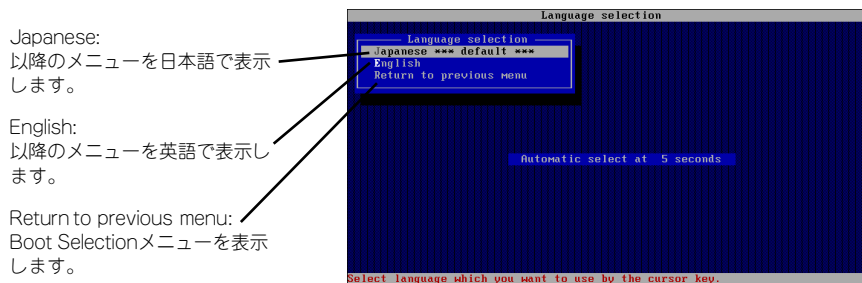 Japanese:
以降のメニューを日本語で表示
します。
English:
以降のメニューを英語で表示し
ます。
Return to previous menu:
Boot Selectionメニューを表示
します。
Language selection
Language selection
Japanese *** default ***
English
Return to previous menu
Automatic select at 5 seconds
Select language which you want to use by the cursor key.